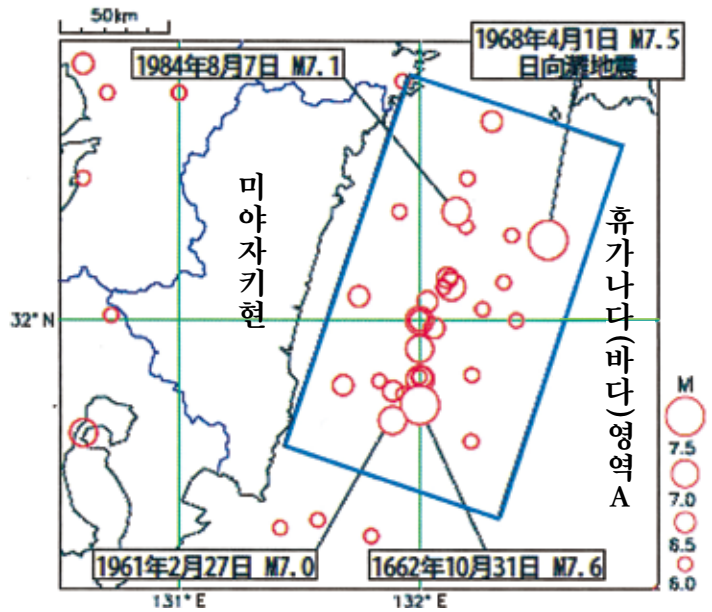 50km
1984年8月7日 M7.1
1968年4月1日 M7.5
日向灘地震
미야자키현
휴가나다(바다)영역A
32°N
M
7.5
7.0
6.5
6.0
1961年2月27日 M7.0
1662年10月31日 M7.6
131°E
132°E